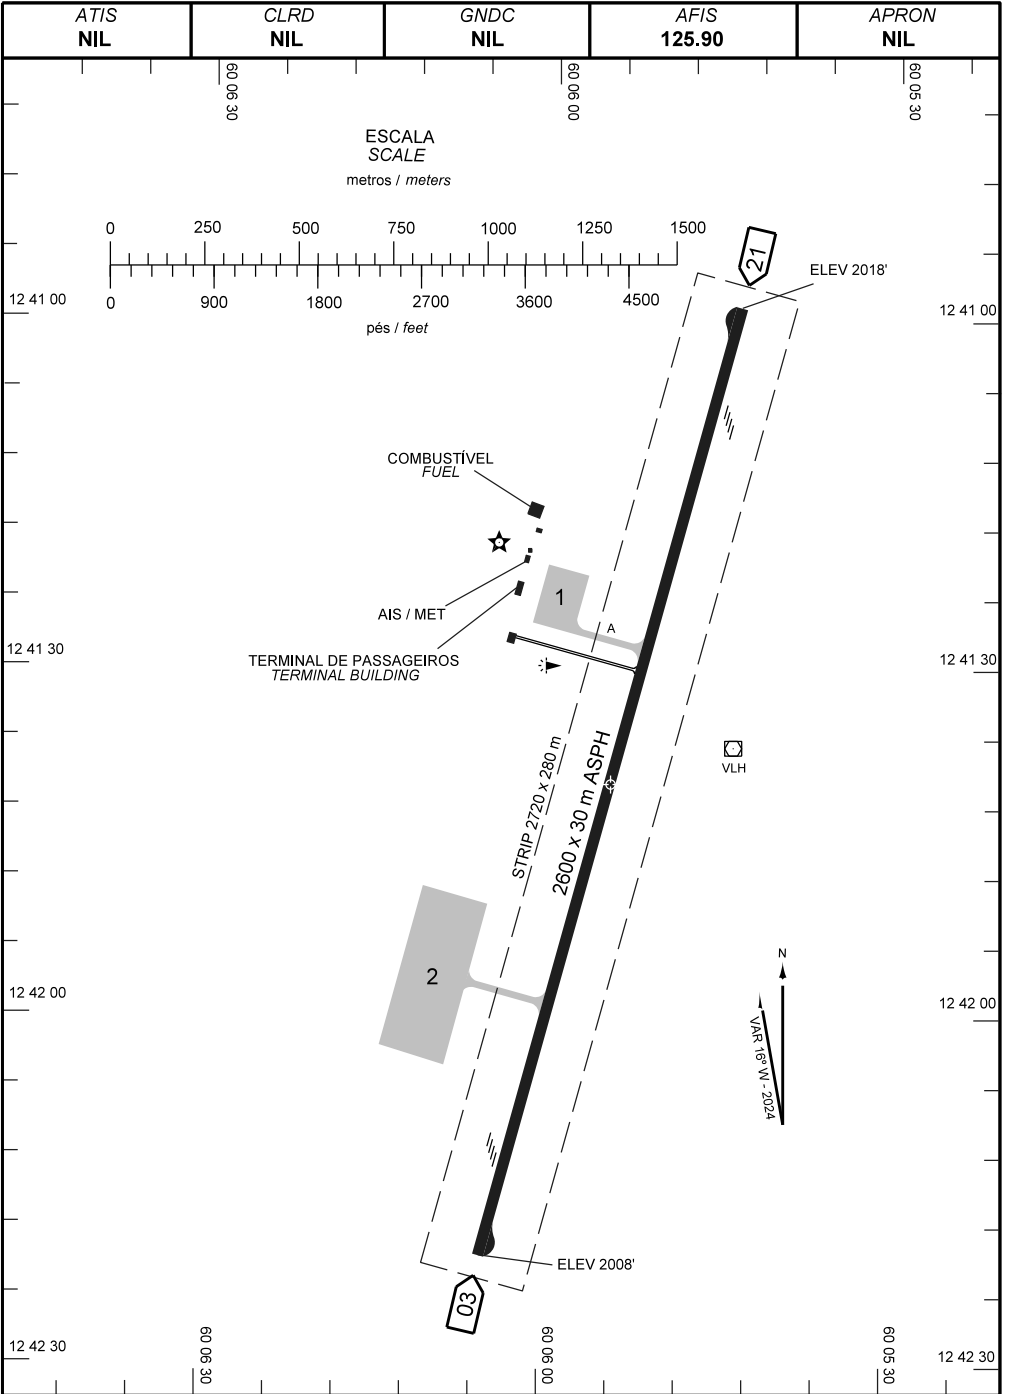 ATIS
NIL
CLRD
NIL
GNDC
NIL
AFIS
125.90
APRON
NIL
60 06 30
60 06 00
60 05 30
ESCALA
SCALE
metros / meters
0 250 500 750 1000 1250 1500
0 900 1800 2700 3600 4500
pés / feet
21
ELEV 2018'
12 41 00
12 41 00
COMBUSTÍVEL
FUEL
1
AIS / MET
A
12 41 30
TERMINAL DE PASSAGEIROS
TERMINAL BUILDING
12 41 30
STRIP 2720 x 280 m
2600 x 30 m ASPH
VLH
2
N
VAR 16º W - 2024
12 42 00
12 42 00
ELEV 2008'
03
12 42 30
12 42 30
60 06 30
60 06 00
60 05 30